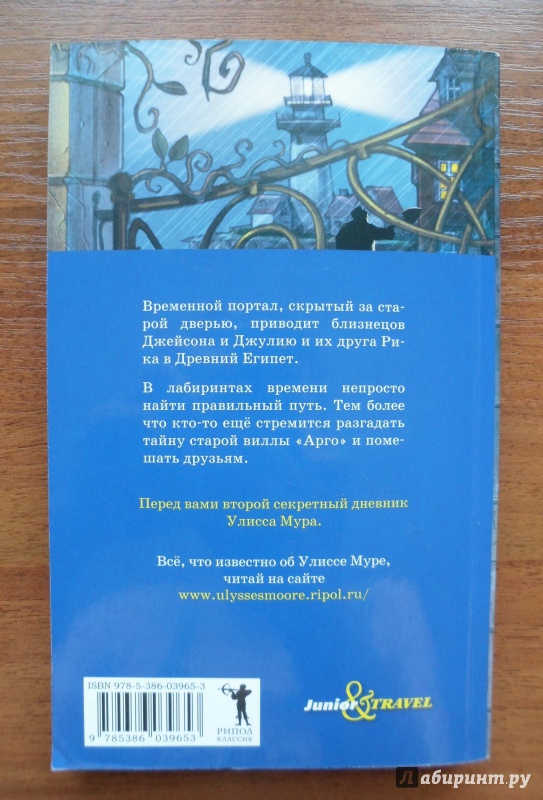 Временной портал, скрытый за ста-
рой дверью, приводит близнецов
Джейсона и Джулию и их друга Ри-
ка в Древний Египет.
В лабиринтах времени непросто
найти правильный путь. Тем более
что кто-то ещё стремится разгадать
тайну старой виллы «Арго» и поме-
шать друзьям.
Перед вами второй секретный дневник
Улисса Мура.
Всё, что известно об Улиссе Муре,
читай на сайте
www.ulyssesmoore.ripol.ru/
ISBN 978-5-386-03965-3
9 785386 039653
РИПОЛ
КЛАССИК
Junior & TRAVEL
Лабиринт.ру